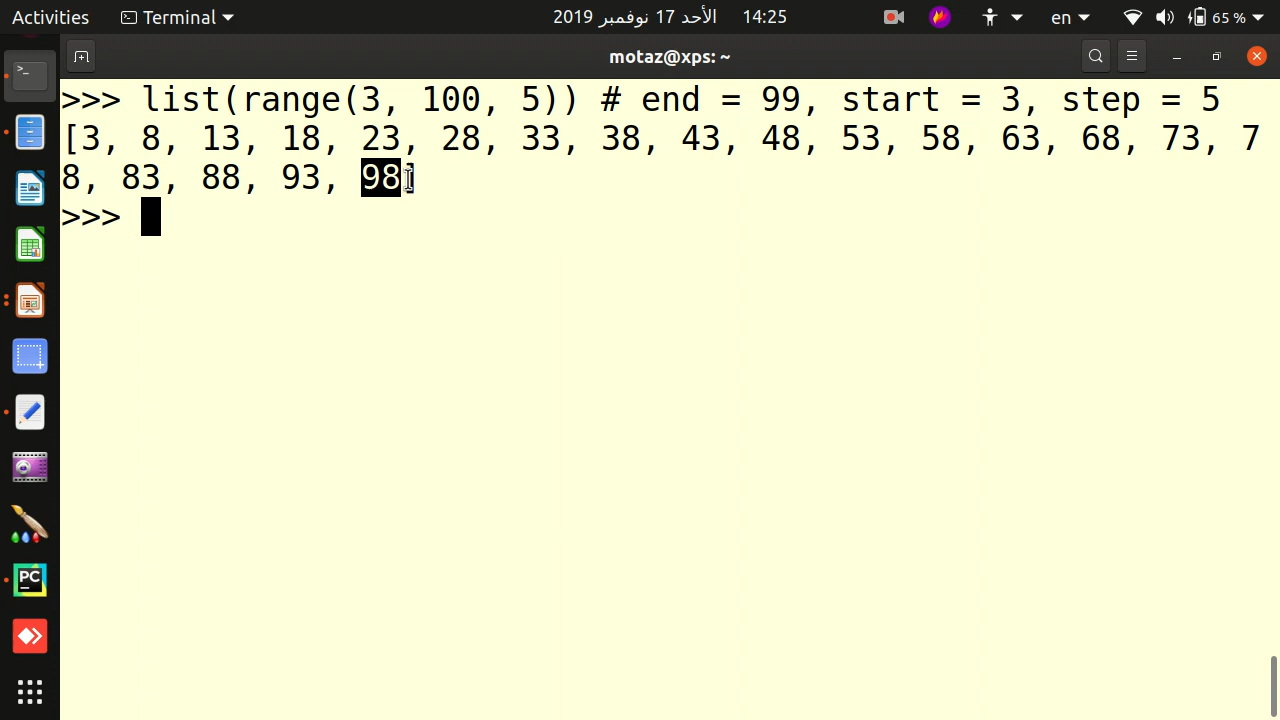 Activities Terminal الأحد 17 نوفمبر 2019 14:25 en 65 %
motaz@xps: ~
>>> list(range(3, 100, 5)) # end = 99, start = 3, step = 5
[3, 8, 13, 18, 23, 28, 33, 38, 43, 48, 53, 58, 63, 68, 73, 7
8, 83, 88, 93, 98]
>>>
PC